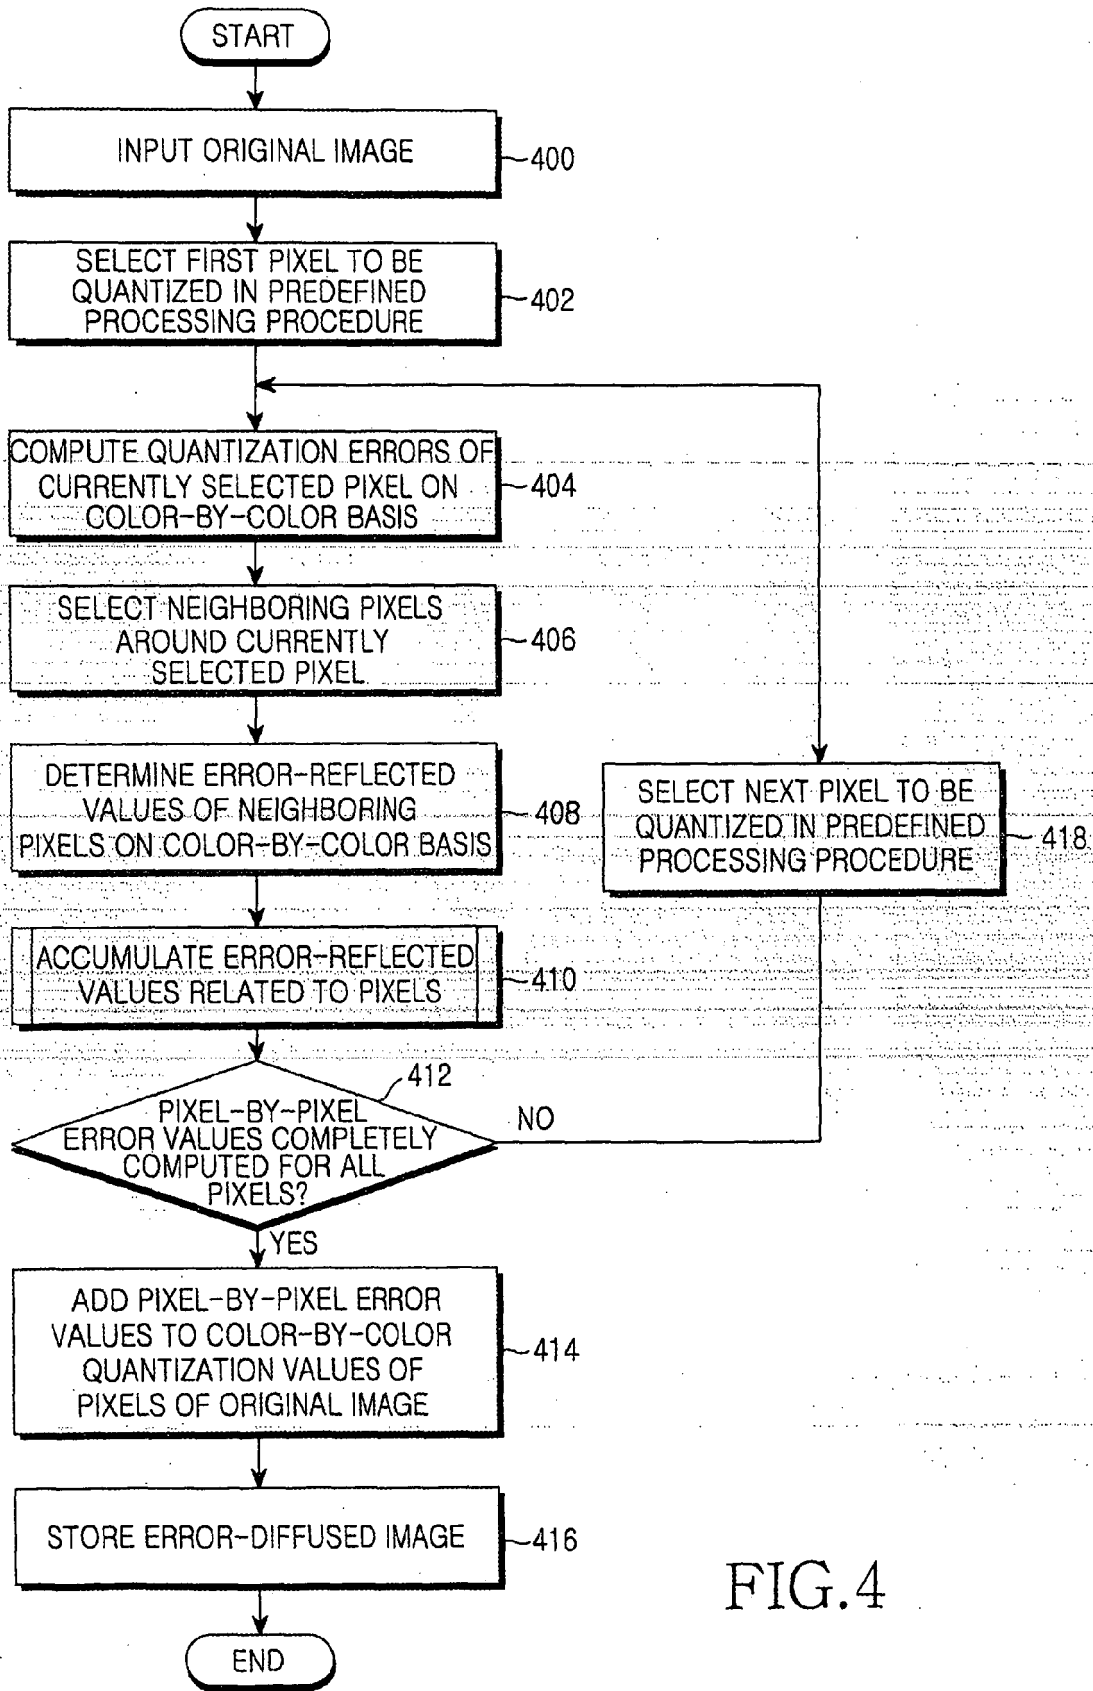 START
INPUT ORIGINAL IMAGE
400
SELECT FIRST PIXEL TO BE
QUANTIZED IN PREDEFINED
PROCESSING PROCEDURE
402
COMPUTE QUANTIZATION ERRORS OF
CURRENTLY SELECTED PIXEL ON
COLOR-BY-COLOR BASIS
404
SELECT NEIGHBORING PIXELS
AROUND CURRENTLY
SELECTED PIXEL
406
DETERMINE ERROR-REFLECTED
VALUES OF NEIGHBORING
PIXELS ON COLOR-BY-COLOR BASIS
408
SELECT NEXT PIXEL TO BE
QUANTIZED IN PREDEFINED
PROCESSING PROCEDURE
418
ACCUMULATE ERROR-REFLECTED
VALUES RELATED TO PIXELS
410
412
PIXEL-BY-PIXEL
ERROR VALUES COMPLETELY
COMPUTED FOR ALL
PIXELS?
NO
YES
ADD PIXEL-BY-PIXEL ERROR
VALUES TO COLOR-BY-COLOR
QUANTIZATION VALUES OF
PIXELS OF ORIGINAL IMAGE
414
STORE ERROR-DIFFUSED IMAGE
416
END
FIG.4